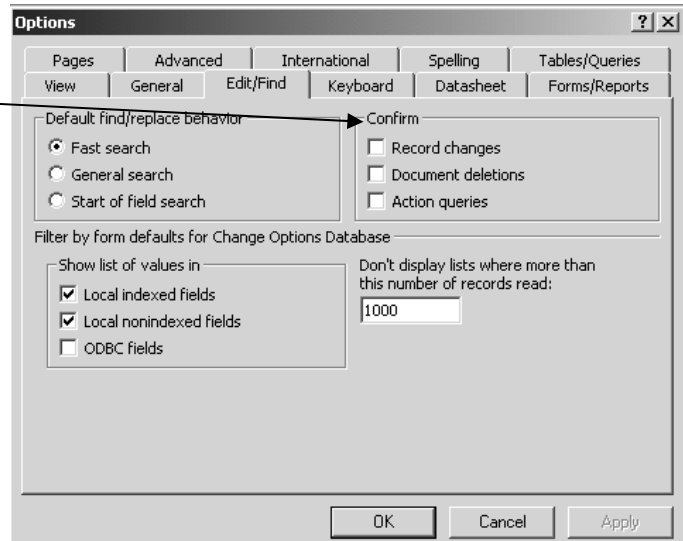 Options
Pages Advanced International Spelling Tables/Queries
View General Edit/Find Keyboard Datasheet Forms/Reports
Default find/replace behavior
Fast search
General search
Start of field search
Confirm
Record changes
Document deletions
Action queries
Filter by form defaults for Change Options Database
Show list of values in
Local indexed fields
Local nonindexed fields
ODBC fields
Don't display lists where more than
this number of records read:
1000
OK Cancel Apply